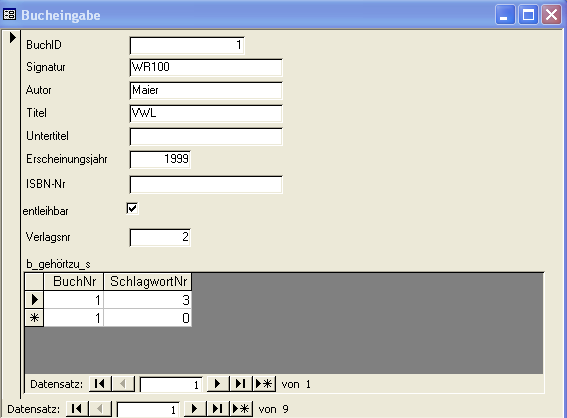 Bucheingabe
BuchID 1
Signatur WR100
Autor Maier
Titel VWL
Untertitel
Erscheinungsjahr 1999
ISBN-Nr
entleihbar
Verlagsnr 2
b_gehörtzu_s
BuchNr SchlagwortNr
1 3
1 0
Datensatz: 1 von 1
Datensatz: 1 von 9